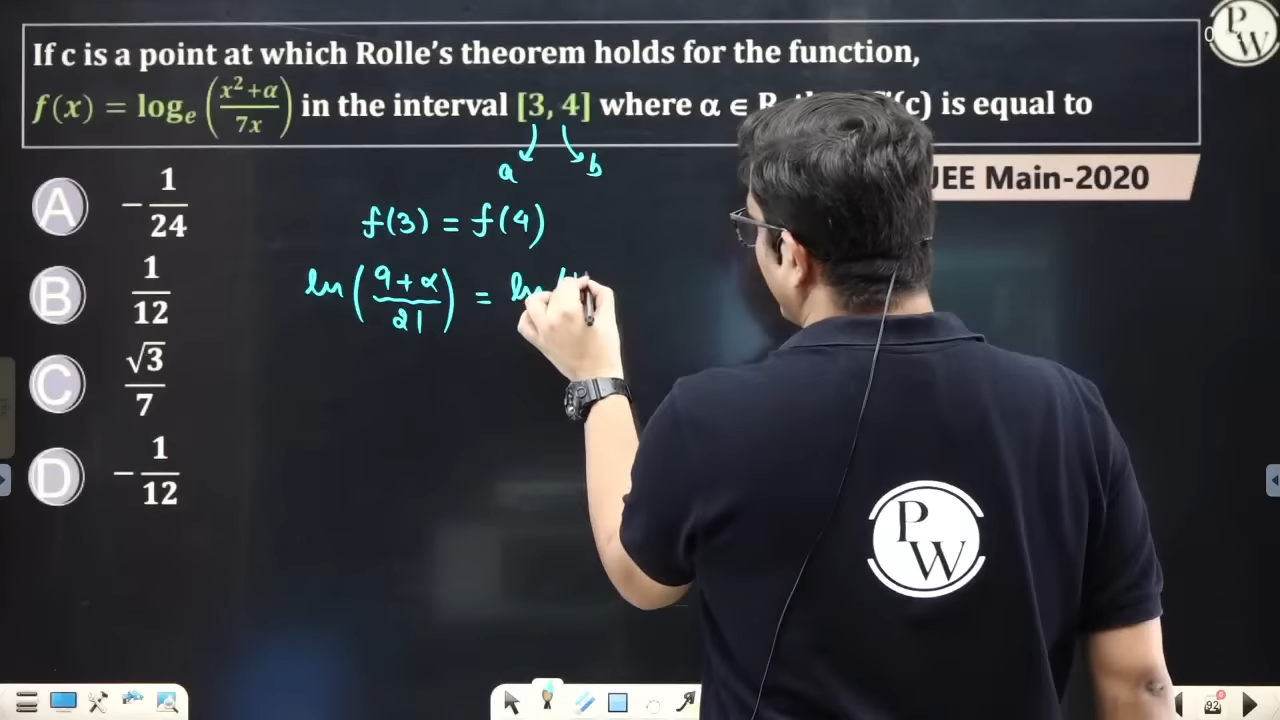 If c is a point at which Rolle's theorem holds for the function,
f(x) = logₑ((x²+α)/7x) in the interval [3, 4] where α ∈ (c) is equal to
JEE Main-2020
a b
A -1/24
f(3) = f(4)
ln((9+α)/21) = ln
B 1/12
C √3/7
D -1/12
PW
PW
92